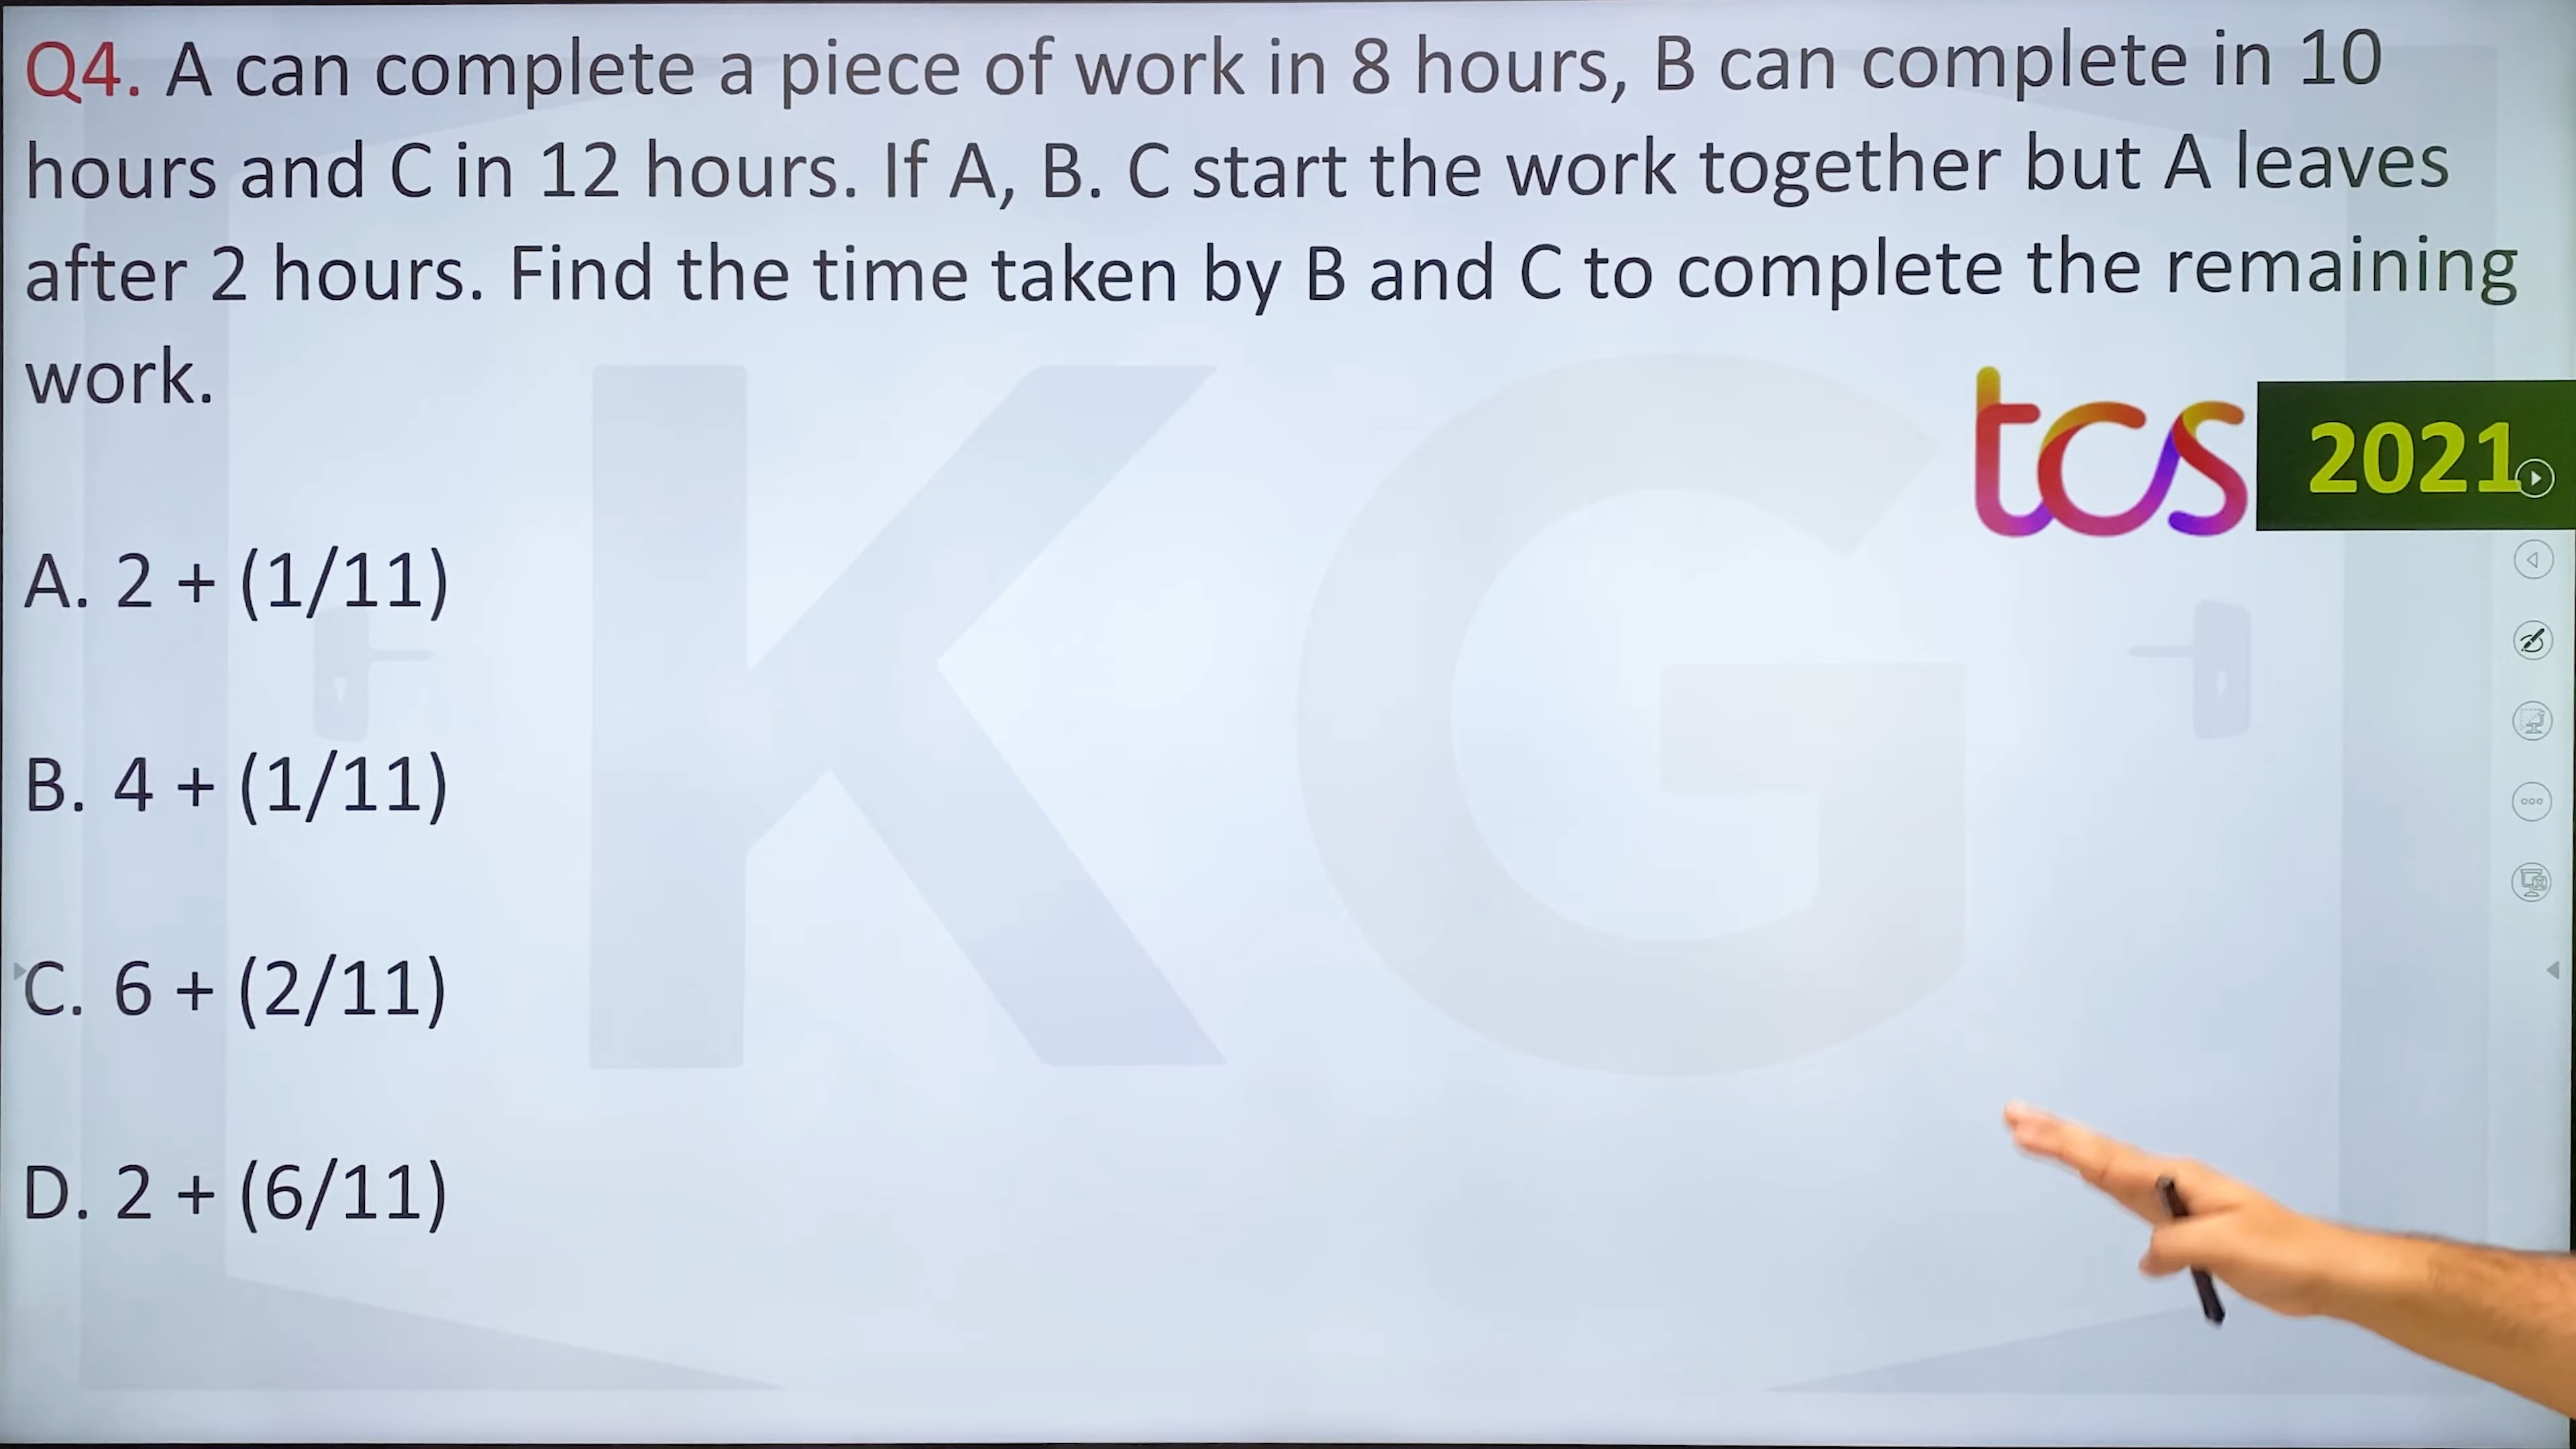 Q4. A can complete a piece of work in 8 hours, B can complete in 10
hours and C in 12 hours. If A, B. C start the work together but A leaves
after 2 hours. Find the time taken by B and C to complete the remaining
work.
tcs 2021
A. 2 + (1/11)
B. 4 + (1/11)
C. 6 + (2/11)
D. 2 + (6/11)
KG